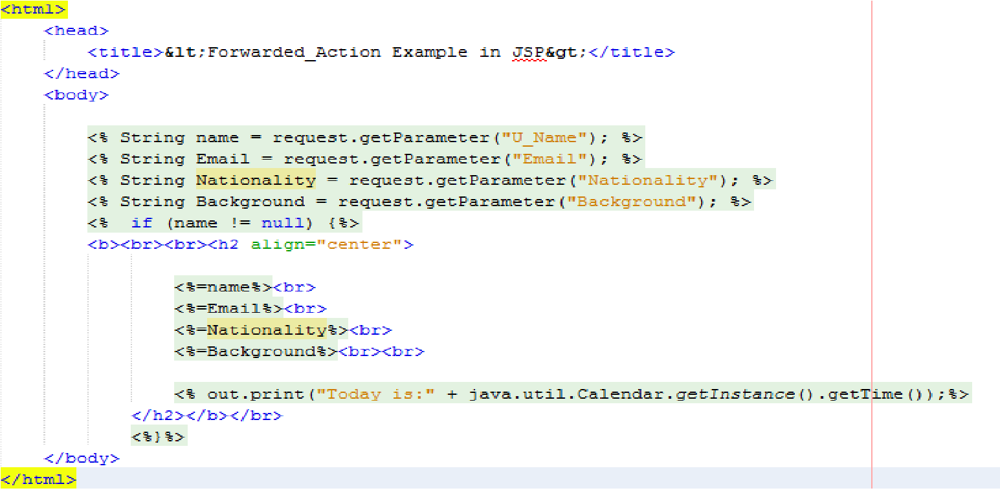 <html>
<head>
<title>&lt;Forwarded_Action Example in JSP&gt;</title>
</head>
<body>
<% String name = request.getParameter("U_Name"); %>
<% String Email = request.getParameter("Email"); %>
<% String Nationality = request.getParameter("Nationality"); %>
<% String Background = request.getParameter("Background"); %>
<%  if (name != null) {%>
<b><br><br><h2 align="center">
<%=name%><br>
<%=Email%><br>
<%=Nationality%><br>
<%=Background%><br><br>
<% out.print("Today is:" + java.util.Calendar.getInstance().getTime());%>
</h2></b></br>
<%}%>
</body>
</html>